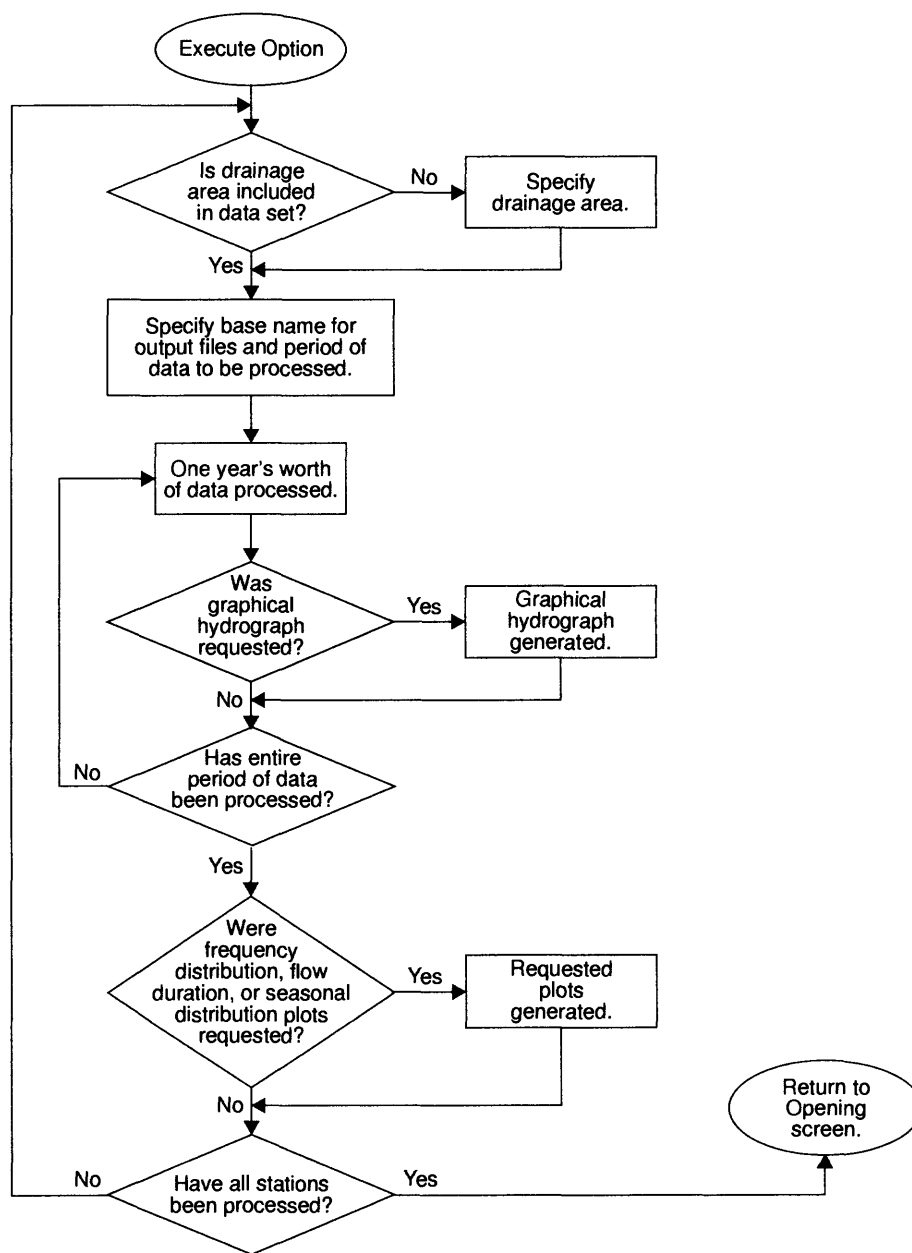 Execute Option
Is drainage
area included
in data set?
No
Specify
drainage area.
Yes
Specify base name for
output files and period of
data to be processed.
One year's worth
of data processed.
Was
graphical
hydrograph
requested?
Yes
Graphical
hydrograph
generated.
No
Has entire
period of data
been processed?
No
Yes
Were
frequency
distribution, flow
duration, or seasonal
distribution plots
requested?
Yes
Requested
plots
generated.
No
Return to
Opening
screen.
Have all stations
been processed?
No
Yes